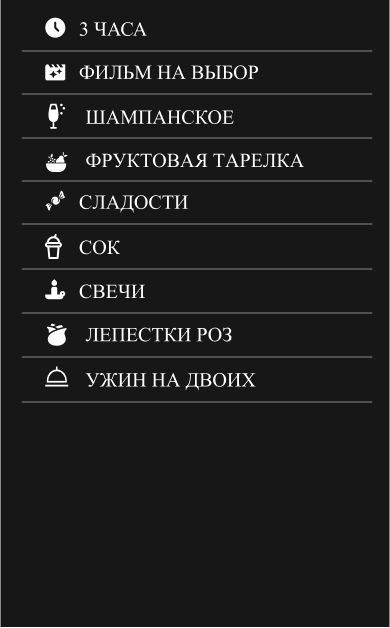 3 ЧАСА
ФИЛЬМ НА ВЫБОР
ШАМПАНСКОЕ
ФРУКТОВАЯ ТАРЕЛКА
СЛАДОСТИ
СОК
СВЕЧИ
ЛЕПЕСТКИ РОЗ
УЖИН НА ДВОИХ